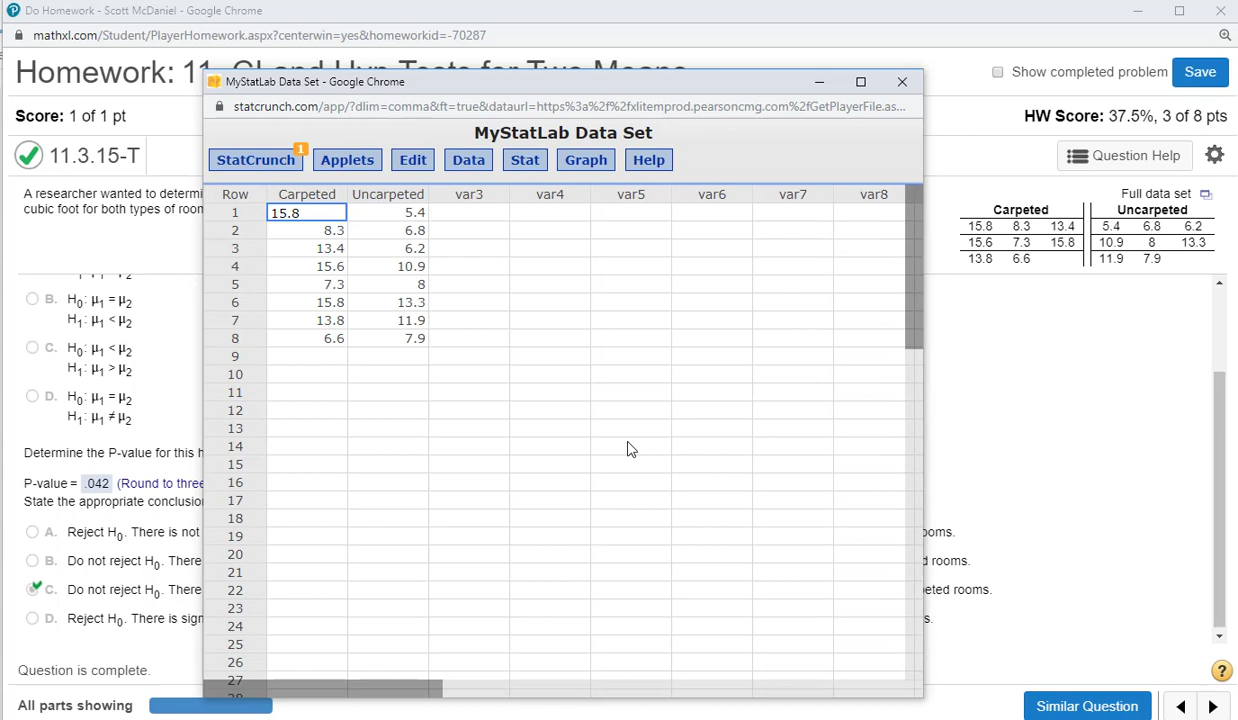 Do Homework - Scott McDaniel - Google Chrome
mathxl.com/Student/PlayerHomework.aspx?centerwin=yes&homeworkid=-70287
Homework: 11. CI and Hyp Tests for Two Means
Show completed problem
Save
Score: 1 of 1 pt
HW Score: 37.5%, 3 of 8 pts
11.3.15-T
Question Help
A researcher wanted to determi
cubic foot for both types of roon
Full data set
Carpeted Uncarpeted
15.8 8.3 13.4 5.4 6.8 6.2
15.6 7.3 15.8 10.9 8 13.3
13.8 6.6 11.9 7.9
B. H0: μ1 = μ2
H1: μ1 < μ2
C. H0: μ1 < μ2
H1: μ1 > μ2
D. H0: μ1 = μ2
H1: μ1 ≠ μ2
Determine the P-value for this h
P-value = .042 (Round to three
State the appropriate conclusion
A. Reject H0. There is not
ooms.
B. Do not reject H0. There
d rooms.
C. Do not reject H0. There
peted rooms.
D. Reject H0. There is sign
s.
Question is complete.
All parts showing
Similar Question
?
MyStatLab Data Set - Google Chrome
statcrunch.com/app/?dlim=comma&ft=true&dataurl=https%3a%2f%2fxlitemprod.pearsoncmg.com%2fGetPlayerFile.as...
MyStatLab Data Set
StatCrunch 1 Applets Edit Data Stat Graph Help
Row Carpeted Uncarpeted var3 var4 var5 var6 var7 var8
1 15.8 5.4
2 8.3 6.8
3 13.4 6.2
4 15.6 10.9
5 7.3 8
6 15.8 13.3
7 13.8 11.9
8 6.6 7.9
9
10
11
12
13
14
15
16
17
18
19
20
21
22
23
24
25
26
27
28